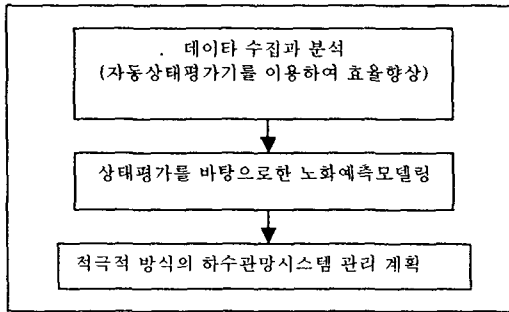 데이타 수집과 분석
(자동상태평가기를 이용하여 효율향상)
상태평가를 바탕으로한 노화예측모델링
적극적 방식의 하수관망시스템 관리 계획